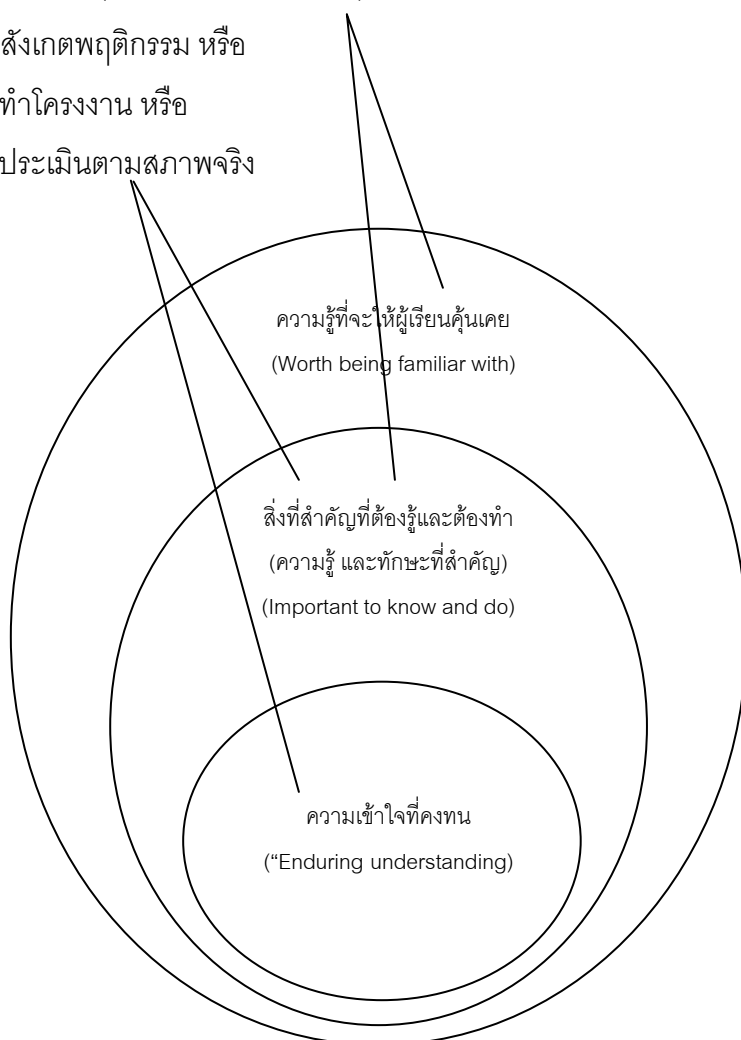 สังเกตพฤติกรรม หรือ
ทำโครงงาน หรือ
ประเมินตามสภาพจริง
ความรู้ที่จะให้ผู้เรียนคุ้นเคย
(Worth being familiar with)
สิ่งที่สำคัญที่ต้องรู้และต้องทำ
(ความรู้ และทักษะที่สำคัญ)
(Important to know and do)
ความเข้าใจที่คงทน
(“Enduring understanding)